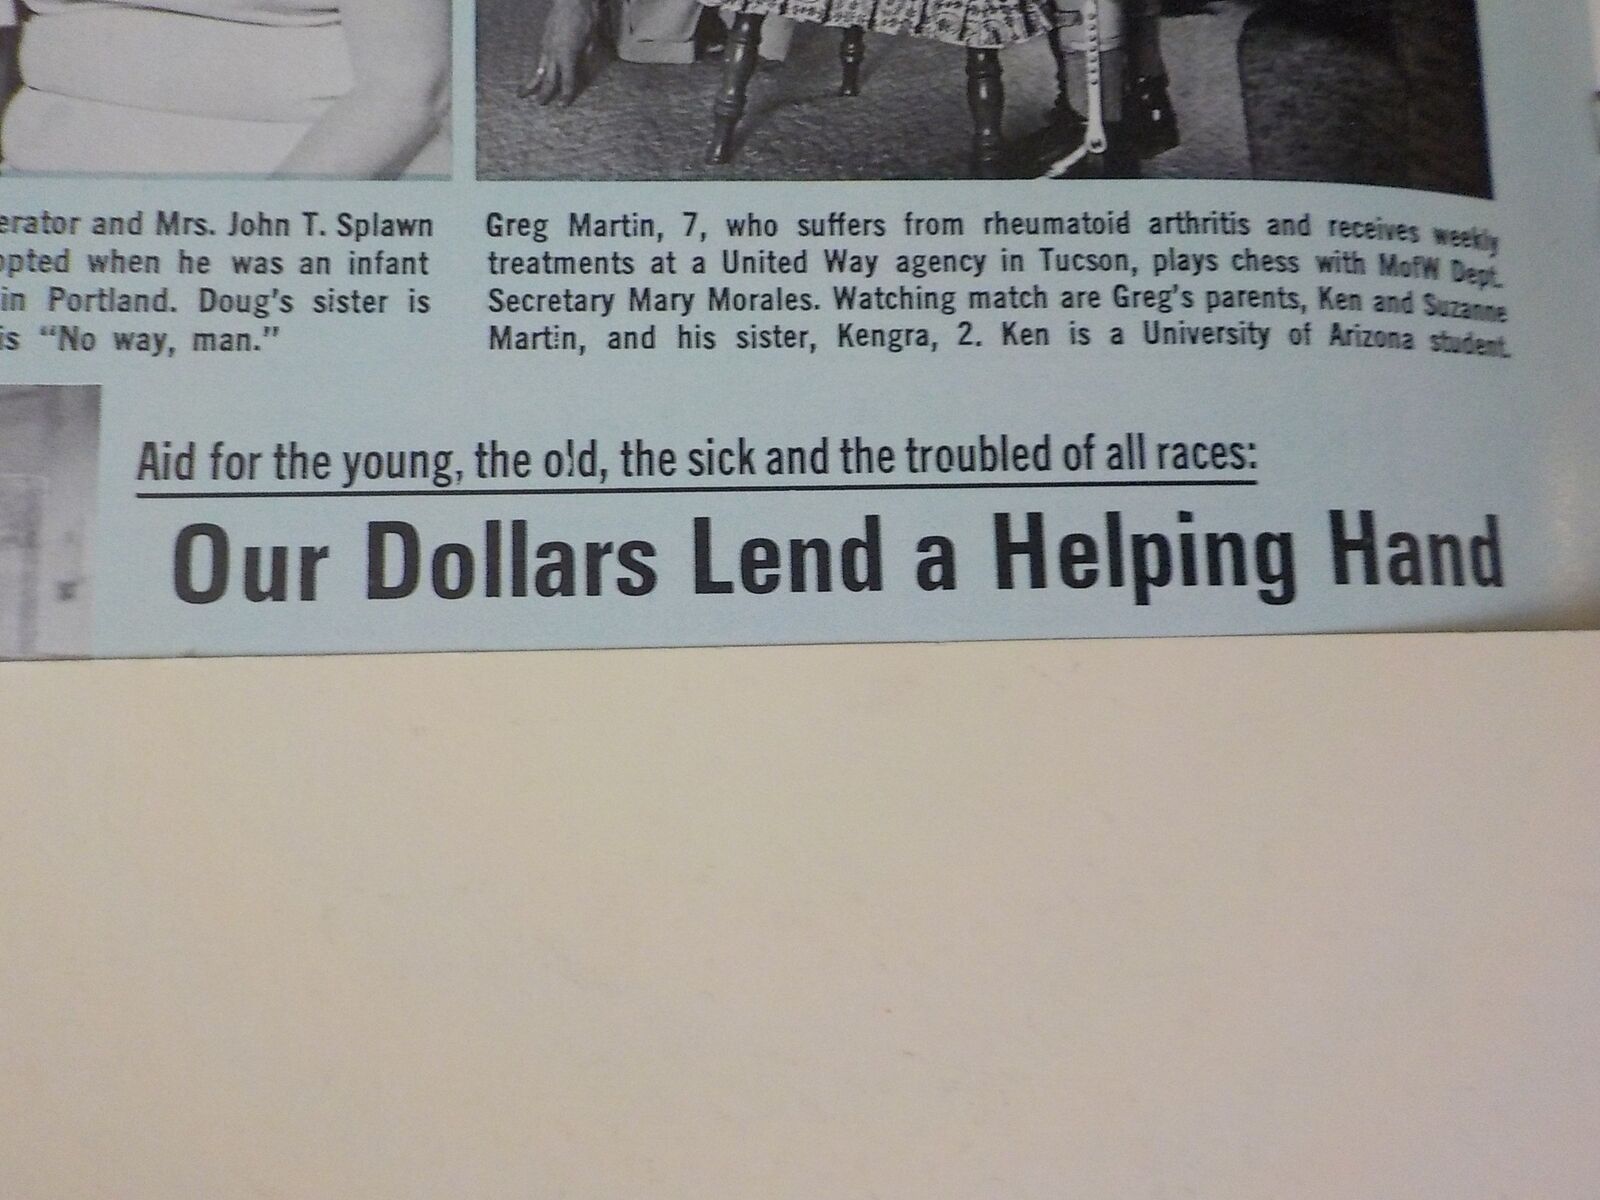 erator and Mrs. John T. Splawn
opted when he was an infant
in Portland. Doug's sister is
is "No way, man."
Greg Martin, 7, who suffers from rheumatoid arthritis and receives weekly
treatments at a United Way agency in Tucson, plays chess with MofW Dept.
Secretary Mary Morales. Watching match are Greg's parents, Ken and Suzanne
Martin, and his sister, Kengra, 2. Ken is a University of Arizona student.
Aid for the young, the old, the sick and the troubled of all races:
Our Dollars Lend a Helping Hand